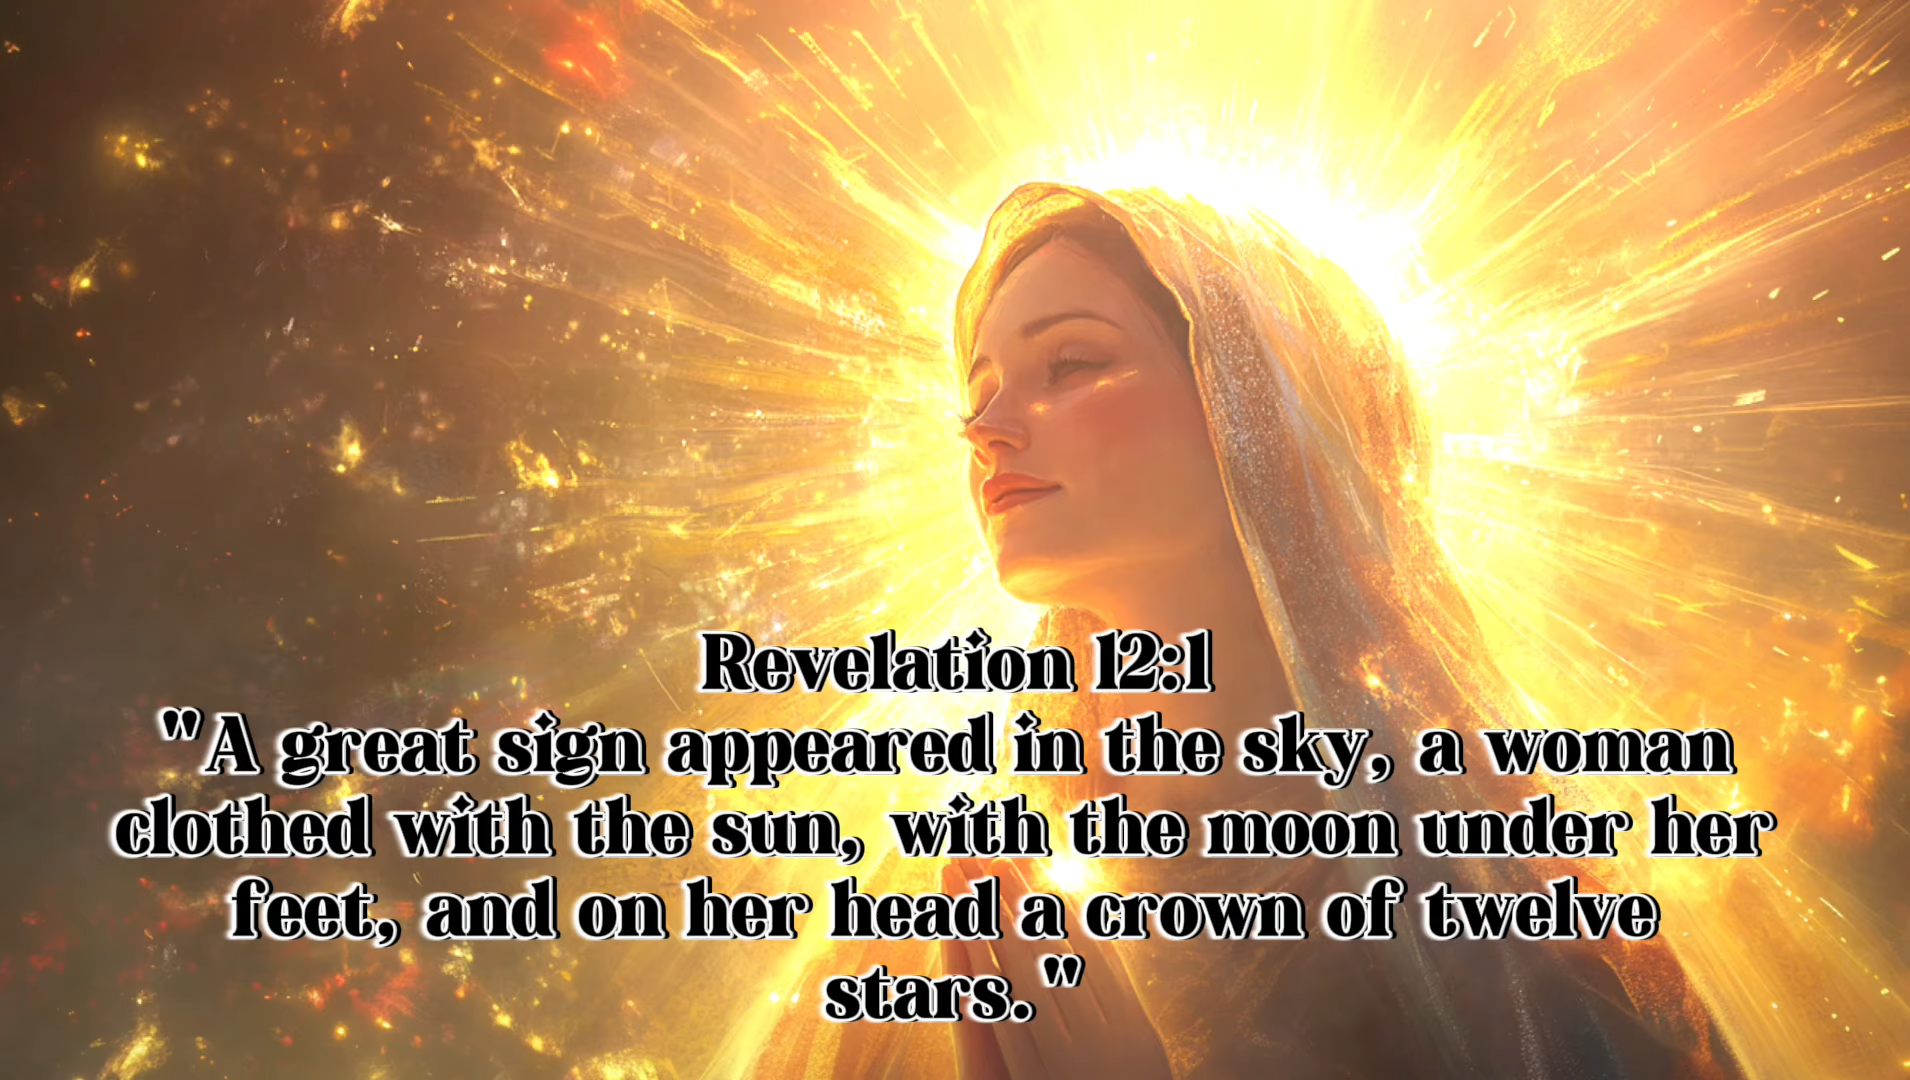 Revelation 12:1
"A great sign appeared in the sky, a woman
clothed with the sun, with the moon under her
feet, and on her head a crown of twelve
stars."